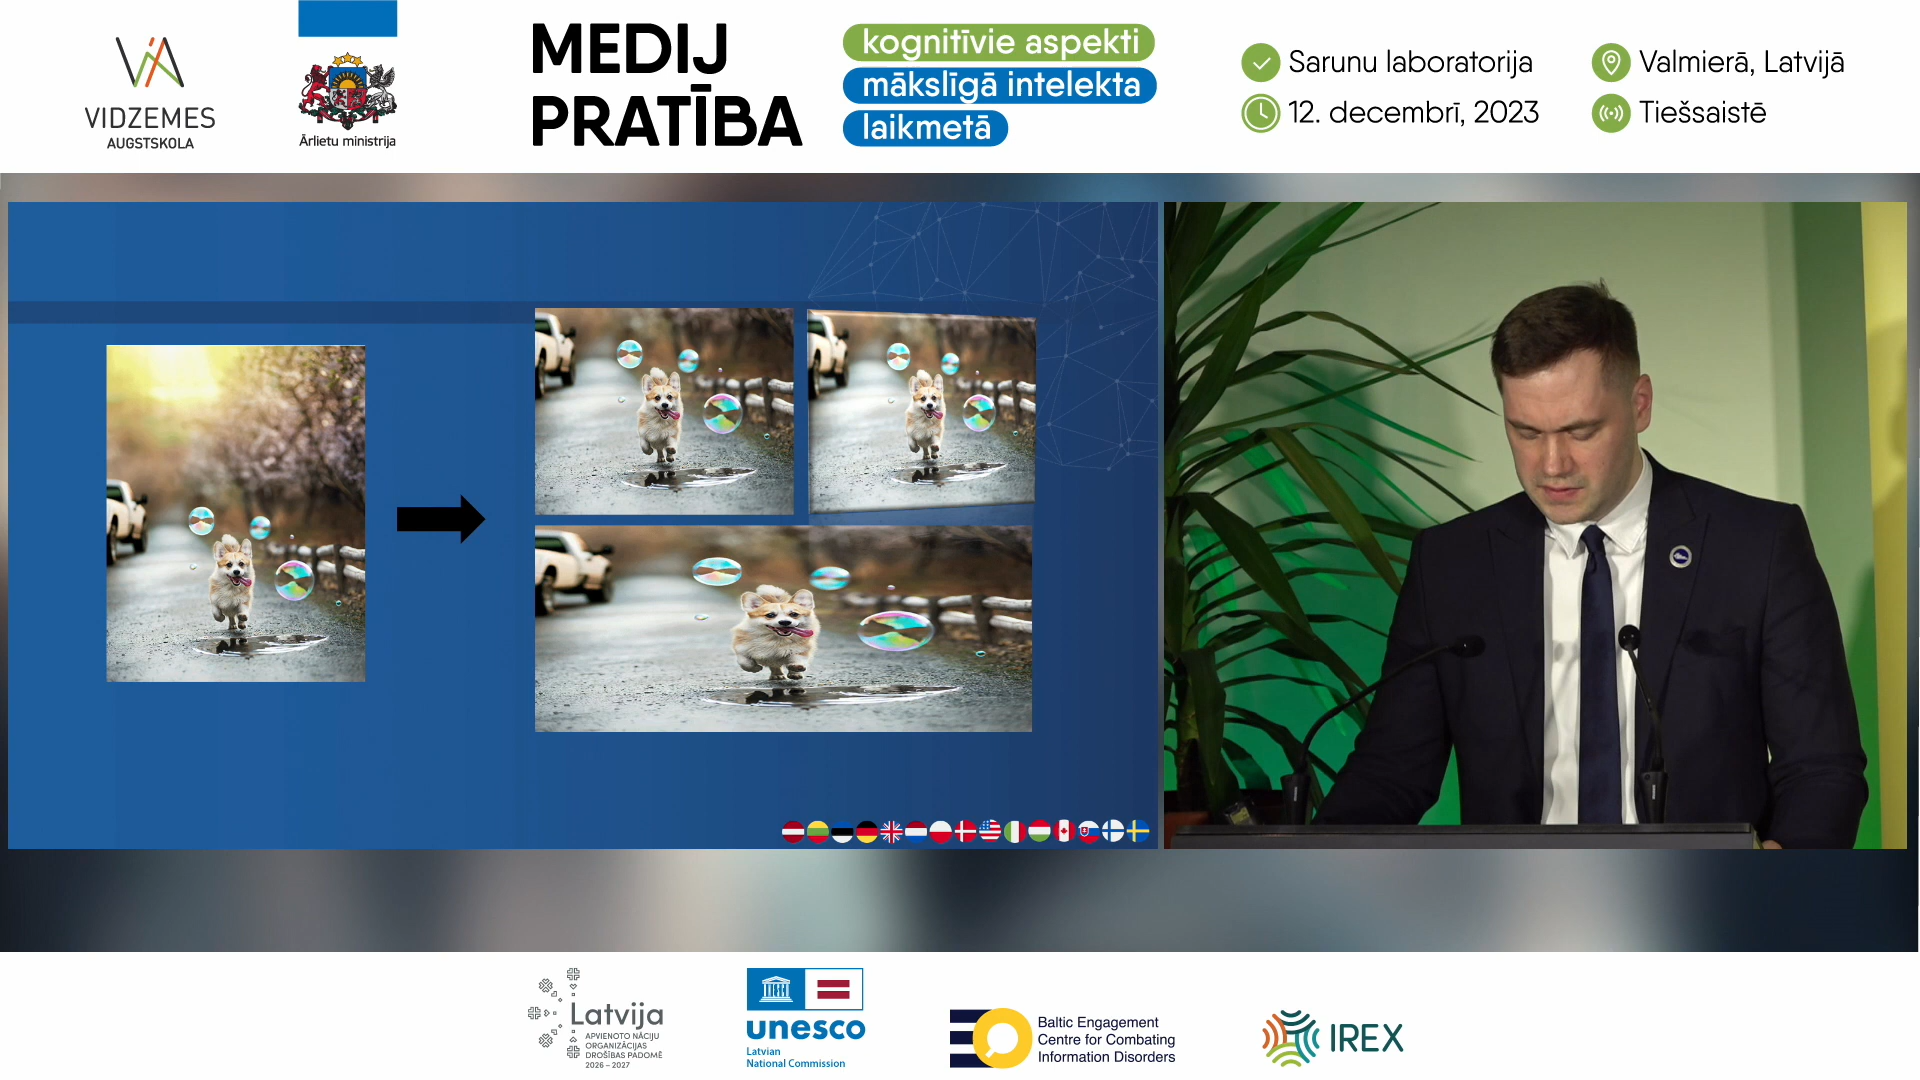 VIDZEMES
AUGSTSKOLA
Ārlietu ministrija
MEDIJ
PRATĪBA
kognitīvie aspekti
mākslīgā intelekta
laikmetā
Sarunu laboratorija
12. decembrī, 2023
Valmierā, Latvijā
Tiešsaistē
Latvija
APVIENOTO NĀCIJU
ORGANIZĀCIJAS
DROŠĪBAS PADOMĒ
2026 – 2027
unesco
Latvian
National Commission
Baltic Engagement
Centre for Combating
Information Disorders
IREX